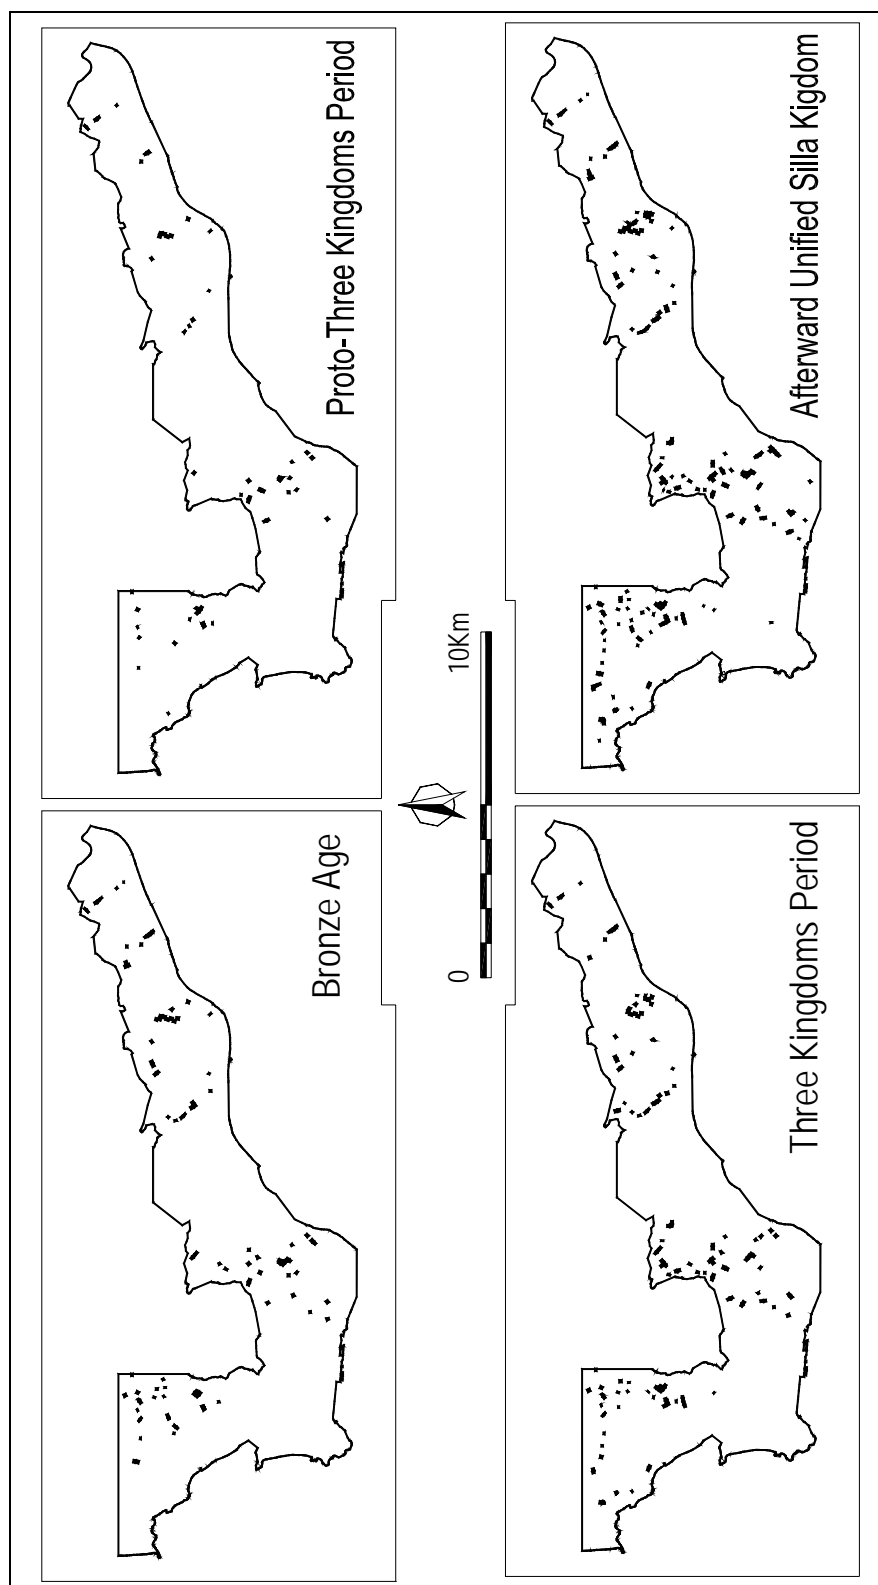 Bronze Age
Proto-Three Kingdoms Period
0 10Km
Three Kingdoms Period
Afterward Unified Silla Kigdom